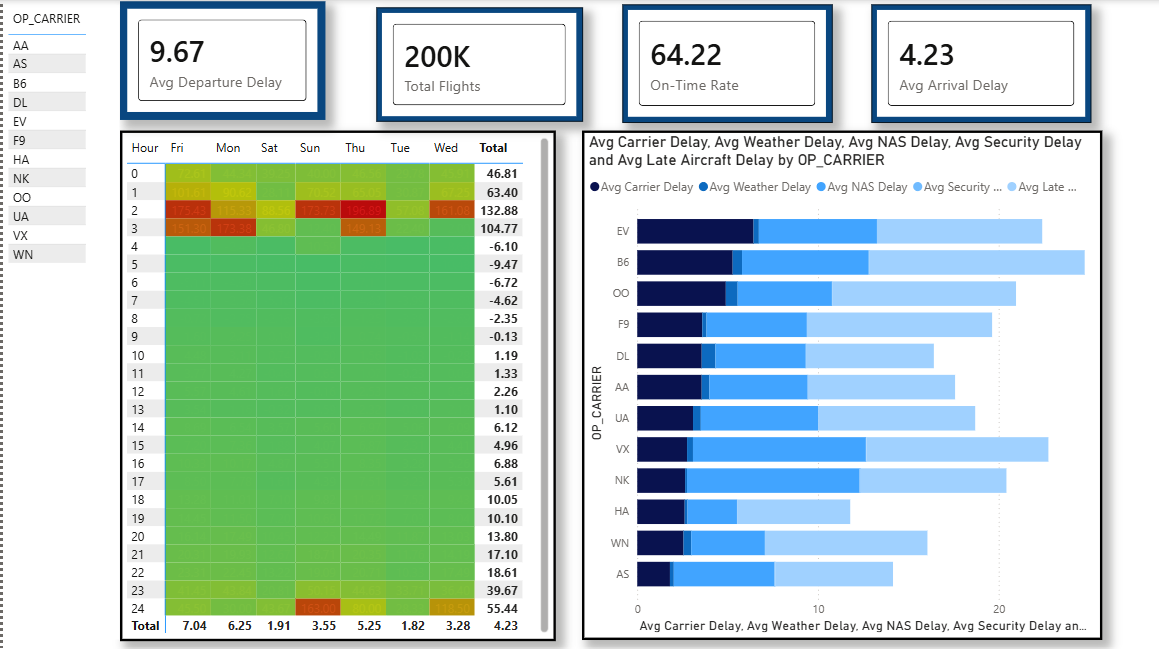 OP_CARRIER
AA
AS
B6
DL
EV
F9
HA
NK
OO
UA
VX
WN
9.67
Avg Departure Delay
200K
Total Flights
64.22
On-Time Rate
4.23
Avg Arrival Delay
Hour Fri Mon Sat Sun Thu Tue Wed Total
0 46.81
1 63.40
2 132.88
3 104.77
4 -6.10
5 -9.47
6 -6.72
7 -4.62
8 -2.35
9 -0.13
10 1.19
11 1.33
12 2.26
13 1.10
14 6.12
15 4.96
16 6.88
17 5.61
18 10.05
19 10.10
20 13.80
21 17.10
22 18.61
23 39.67
24 55.44
Total 7.04 6.25 1.91 3.55 5.25 1.82 3.28 4.23
Avg Carrier Delay, Avg Weather Delay, Avg NAS Delay, Avg Security Delay
and Avg Late Aircraft Delay by OP_CARRIER
Avg Carrier Delay Avg Weather Delay Avg NAS Delay Avg Security ... Avg Late ...
OP_CARRIER
EV
B6
OO
F9
DL
AA
UA
VX
NK
HA
WN
AS
0 10 20
Avg Carrier Delay, Avg Weather Delay, Avg NAS Delay, Avg Security Delay an...